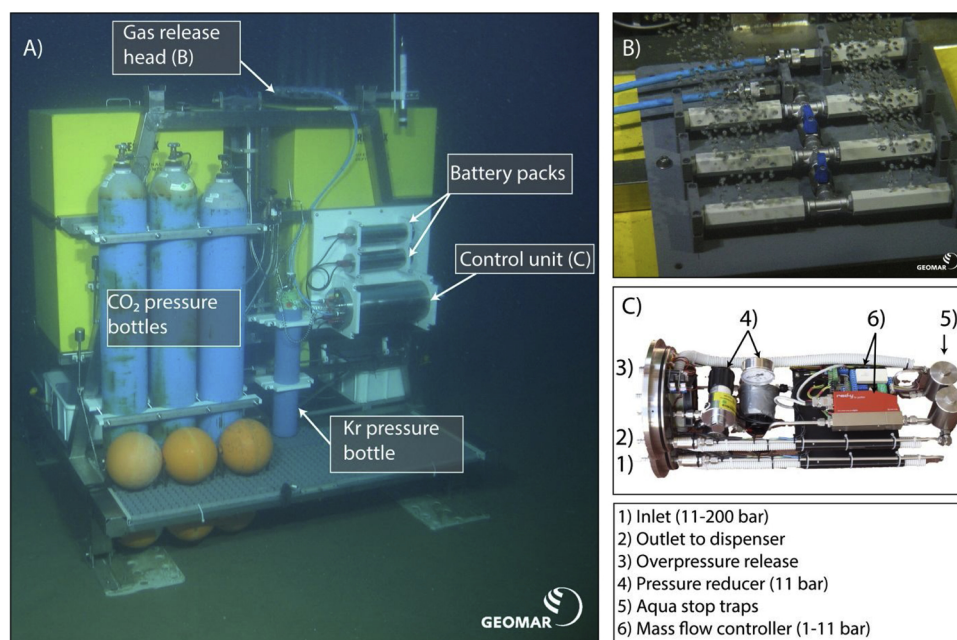 A)
Gas release
head (B)
Battery packs
Control unit (C)
CO₂ pressure
bottles
Kr pressure
bottle
GEOMAR
B)
GEOMAR
C)
4)
6)
5)
3)
2)
1)
1) Inlet (11-200 bar)
2) Outlet to dispenser
3) Overpressure release
4) Pressure reducer (11 bar)
5) Aqua stop traps
6) Mass flow controller (1-11 bar)